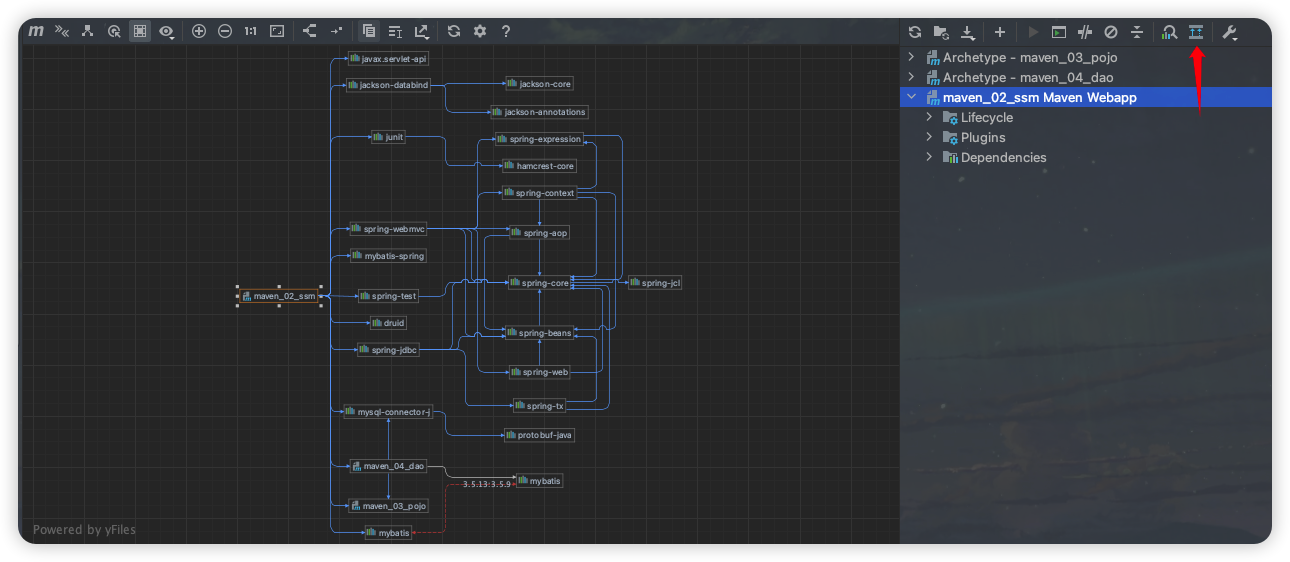 m
1:1
?
javax.servlet-api
jackson-databind
jackson-core
jackson-annotations
junit
spring-expression
hamcrest-core
spring-context
spring-webmvc
spring-aop
mybatis-spring
spring-core
spring-jcl
maven_02_ssm
spring-test
druid
spring-beans
spring-jdbc
spring-web
spring-tx
mysql-connector-j
protobuf-java
maven_04_dao
3.5.13:3.5.9
mybatis
maven_03_pojo
mybatis
Powered by yFiles
Archetype - maven_03_pojo
Archetype - maven_04_dao
maven_02_ssm Maven Webapp
Lifecycle
Plugins
Dependencies